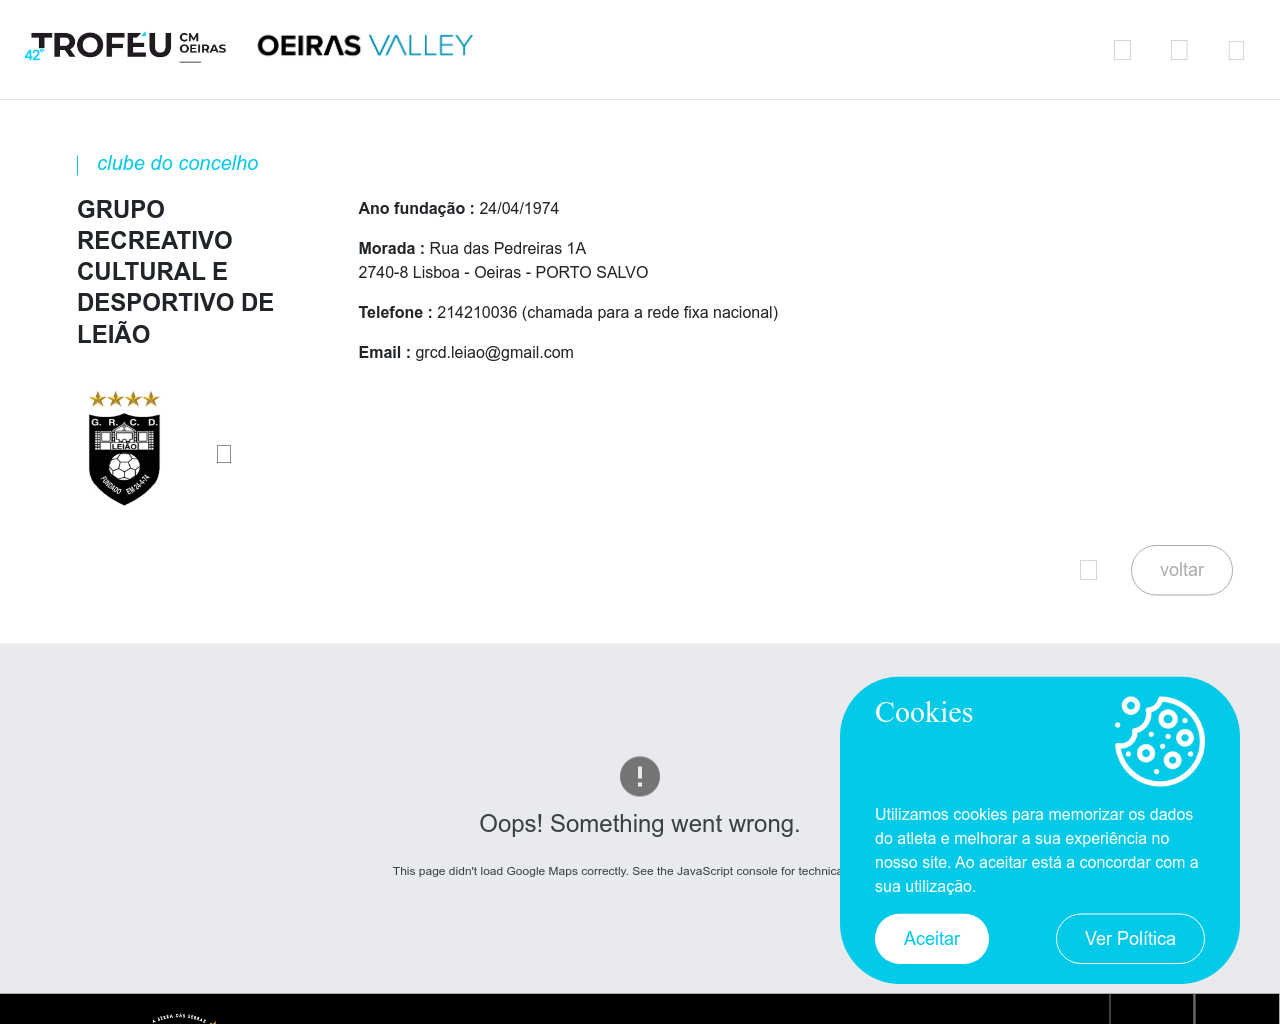 42º TROFÉU CM OEIRAS
OEIRAS VALLEY
clube do concelho
GRUPO
RECREATIVO
CULTURAL E
DESPORTIVO DE
LEIÃO
Ano fundação : 24/04/1974
Morada : Rua das Pedreiras 1A
2740-8 Lisboa - Oeiras - PORTO SALVO
Telefone : 214210036 (chamada para a rede fixa nacional)
Email : grcd.leiao@gmail.com
G. R. C. D.
LEIÃO
FUNDADO EM 24-4-74
voltar
Oops! Something went wrong.
This page didn't load Google Maps correctly. See the JavaScript console for technica
Cookies
Utilizamos cookies para memorizar os dados
do atleta e melhorar a sua experiência no
nosso site. Ao aceitar está a concordar com a
sua utilização.
Aceitar
Ver Política
A SERRA DAS SERRAS